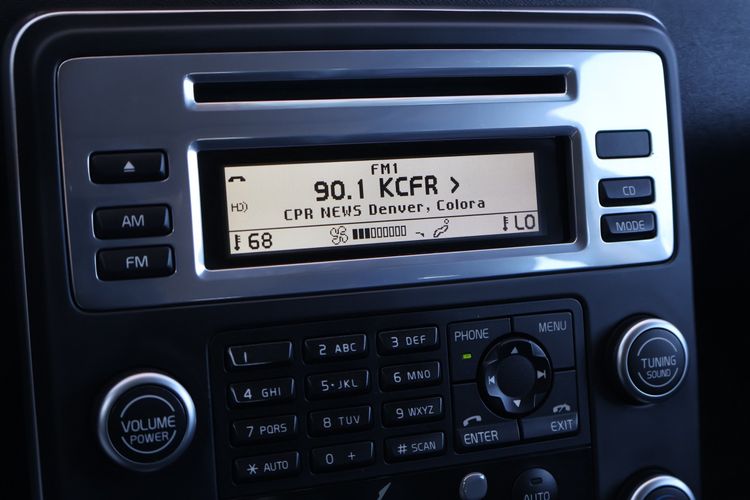 FM1
90.1 KCFR >
HD)
CPR NEWS Denver, Colora
68
LO
AM
FM
CD
MODE
VOLUME
POWER
1
2 ABC
3 DEF
4 GHI
5·JKL
6 MNO
7 PQRS
8 TUV
9 WXYZ
* AUTO
0 +
# SCAN
PHONE
MENU
ENTER
EXIT
TUNING
SOUND
AUTO